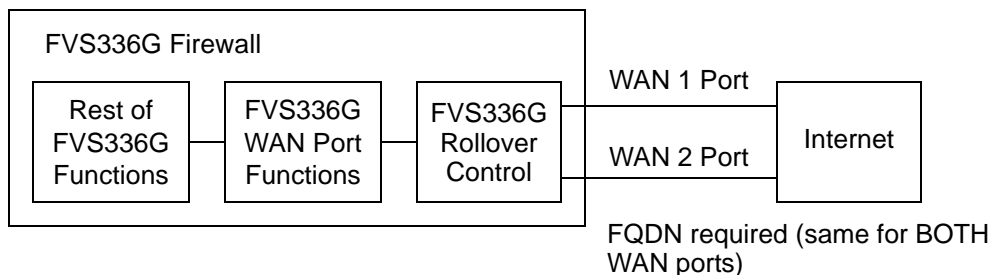 FVS336G Firewall
Rest of
FVS336G
Functions
FVS336G
WAN Port
Functions
FVS336G
Rollover
Control
WAN 1 Port
WAN 2 Port
Internet
FQDN required (same for BOTH
WAN ports)